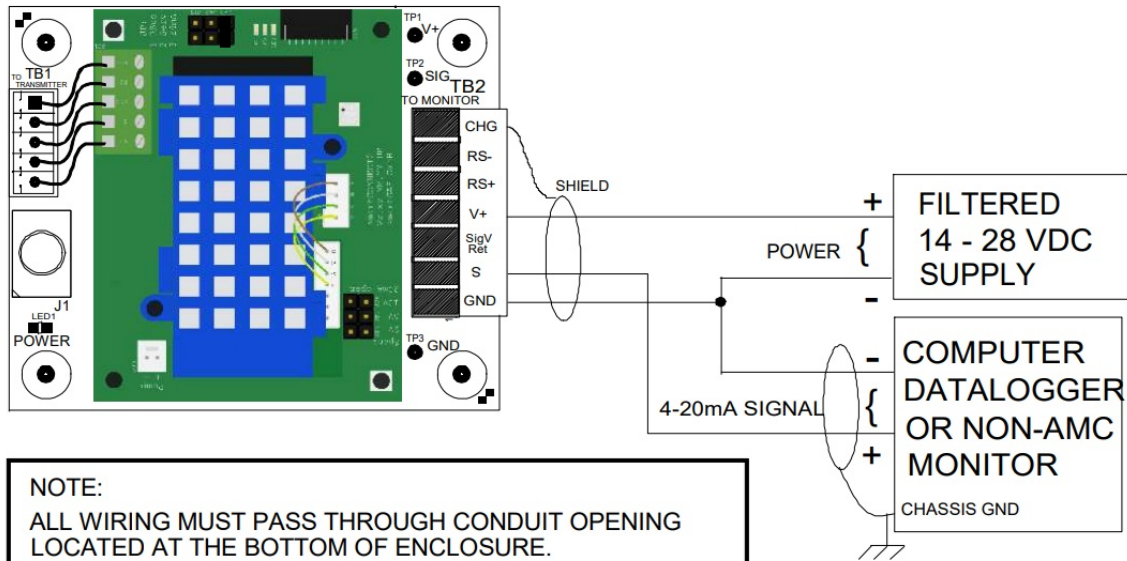 TP1
V+
TP2
SIG
TB1
TO
TRANSMITTER
TB2
TO MONITOR
CHG
RS-
RS+
V+
SigV
Ret
S
GND
SHIELD
+
POWER
{
-
FILTERED
14 - 28 VDC
SUPPLY
J1
LED1
POWER
TP3
GND
-
4-20mA SIGNAL
{
+
COMPUTER
DATALOGGER
OR NON-AMC
MONITOR
CHASSIS GND
NOTE:
ALL WIRING MUST PASS THROUGH CONDUIT OPENING
LOCATED AT THE BOTTOM OF ENCLOSURE.